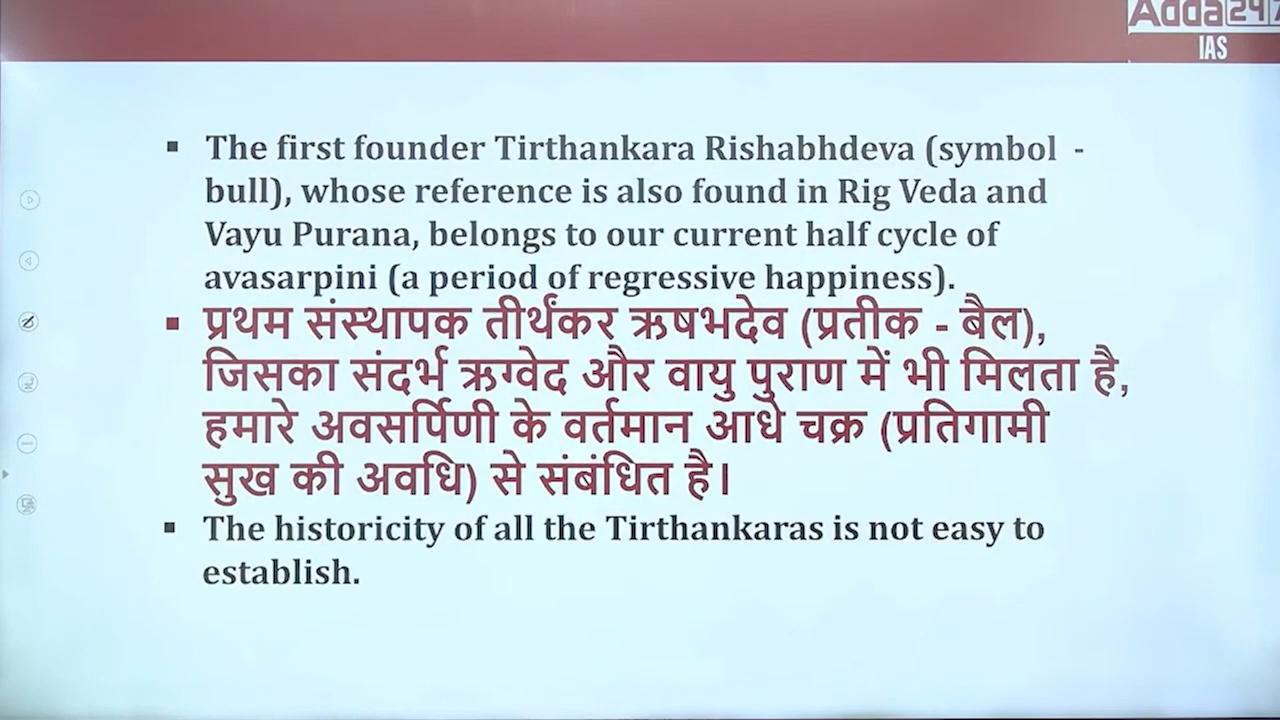 Adda247
IAS
▪ The first founder Tirthankara Rishabhdeva (symbol -
bull), whose reference is also found in Rig Veda and
Vayu Purana, belongs to our current half cycle of
avasarpini (a period of regressive happiness).
▪ प्रथम संस्थापक तीर्थंकर ऋषभदेव (प्रतीक - बैल),
जिसका संदर्भ ऋग्वेद और वायु पुराण में भी मिलता है,
हमारे अवसर्पिणी के वर्तमान आधे चक्र (प्रतिगामी
सुख की अवधि) से संबंधित है।
▪ The historicity of all the Tirthankaras is not easy to
establish.